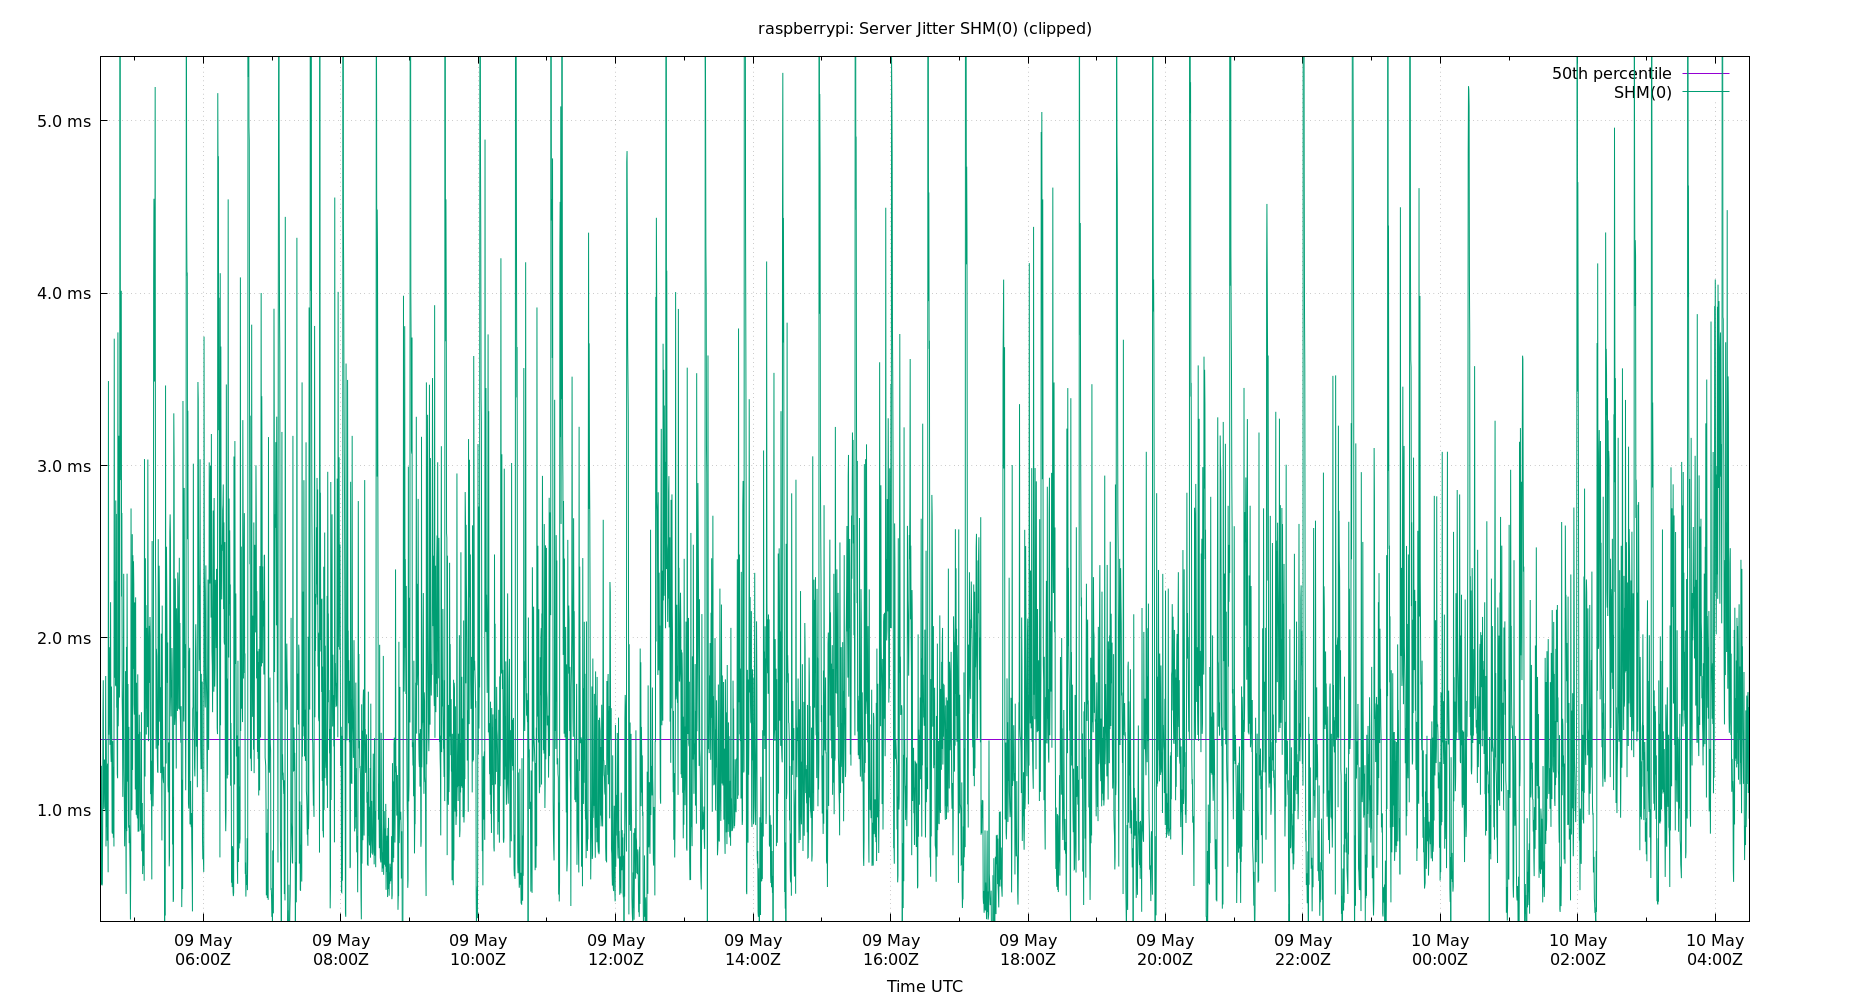 raspberrypi: Server Jitter SHM(0) (clipped)
50th percentile
SHM(0)
5.0 ms
4.0 ms
3.0 ms
2.0 ms
1.0 ms
09 May 09 May 09 May 09 May 09 May 09 May 09 May 09 May 09 May 10 May 10 May 10 May
06:00Z 08:00Z 10:00Z 12:00Z 14:00Z 16:00Z 18:00Z 20:00Z 22:00Z 00:00Z 02:00Z 04:00Z
Time UTC